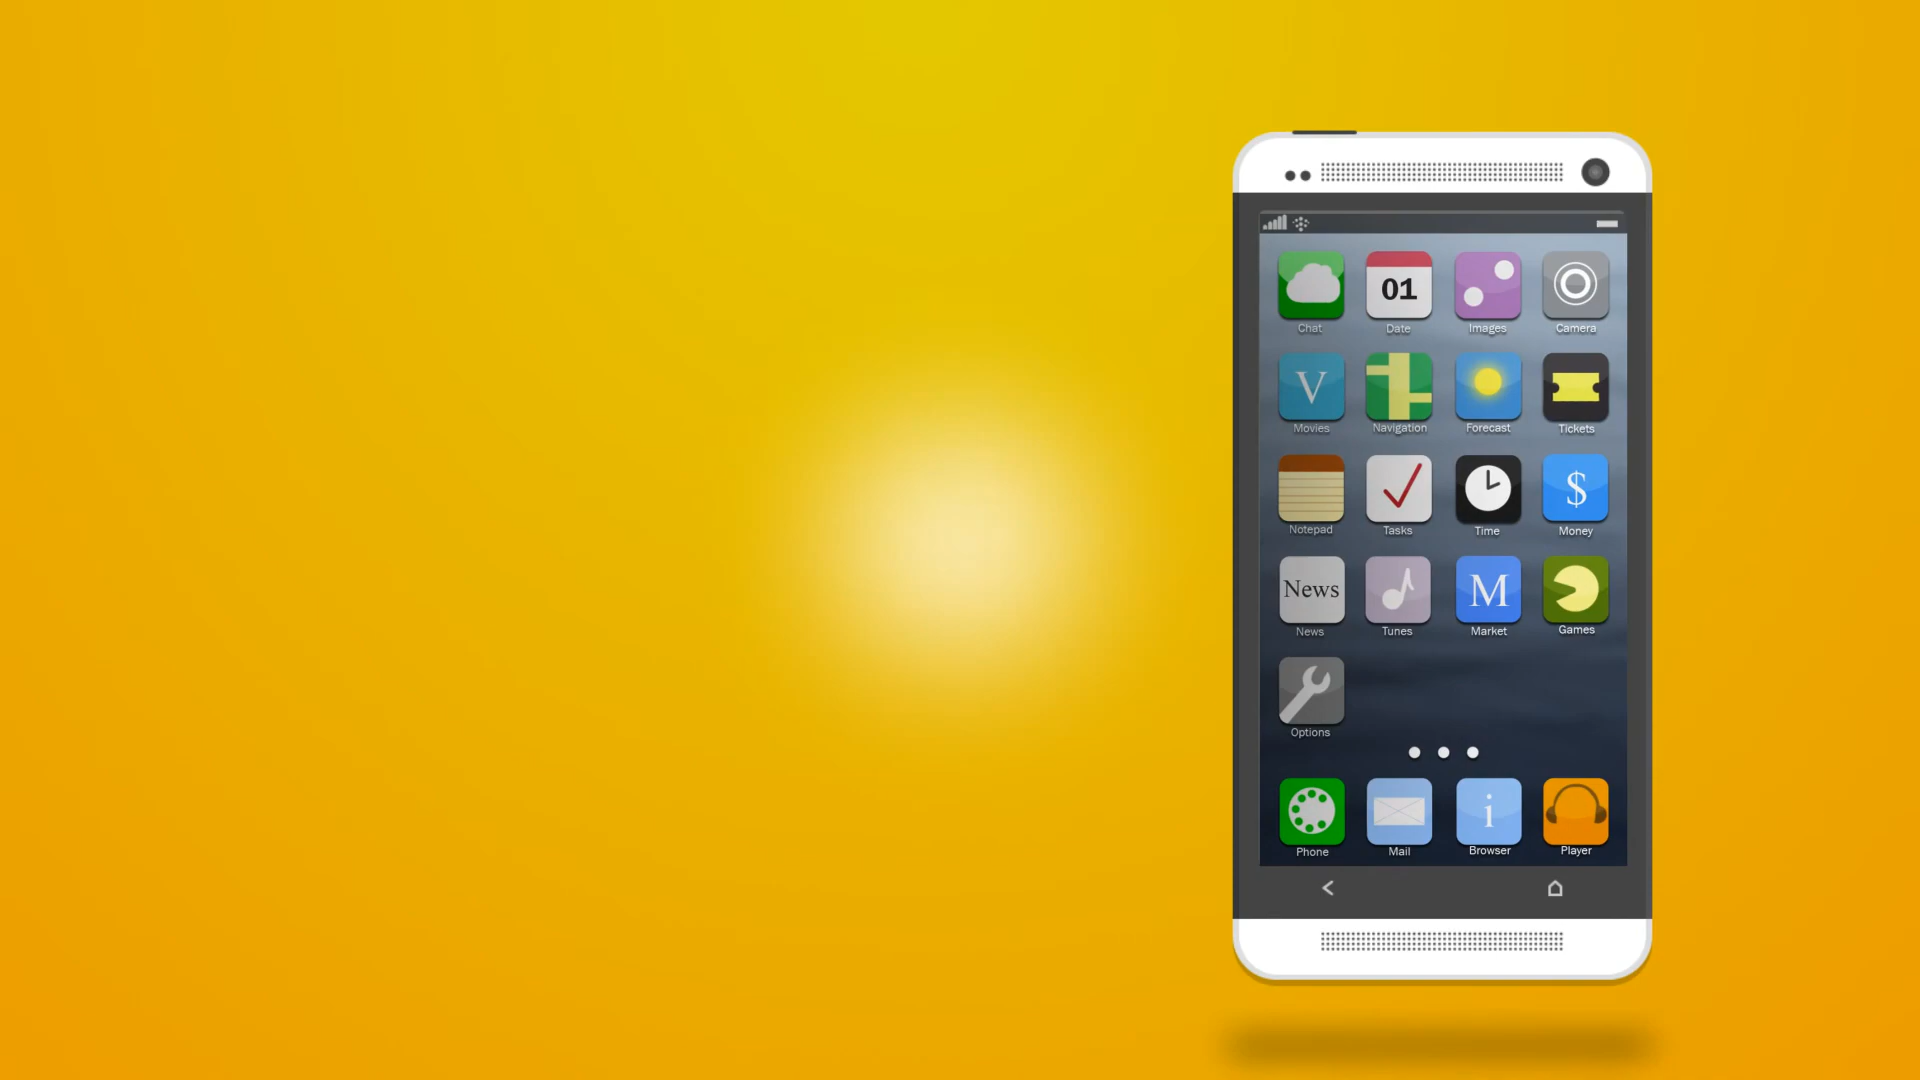 Chat
01
Date
Images
Camera
V
Movies
Navigation
Forecast
Tickets
Notepad
Tasks
Time
$
Money
News
News
Tunes
M
Market
Games
Options
Phone
Mail
i
Browser
Player